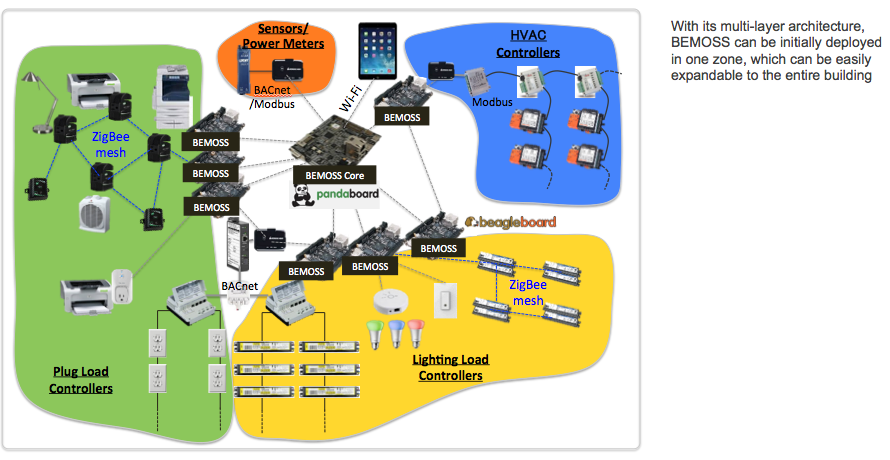 Sensors/
Power Meters
BACnet
/Modbus
Wi-Fi
HVAC
Controllers
Modbus
With its multi-layer architecture,
BEMOSS can be initially deployed
in one zone, which can be easily
expandable to the entire building
ZigBee
mesh
BEMOSS
BEMOSS
BEMOSS
BEMOSS
BEMOSS Core
pandaboard
beagleboard
BEMOSS
BEMOSS
BEMOSS
BACnet
ZigBee
mesh
Plug Load
Controllers
Lighting Load
Controllers